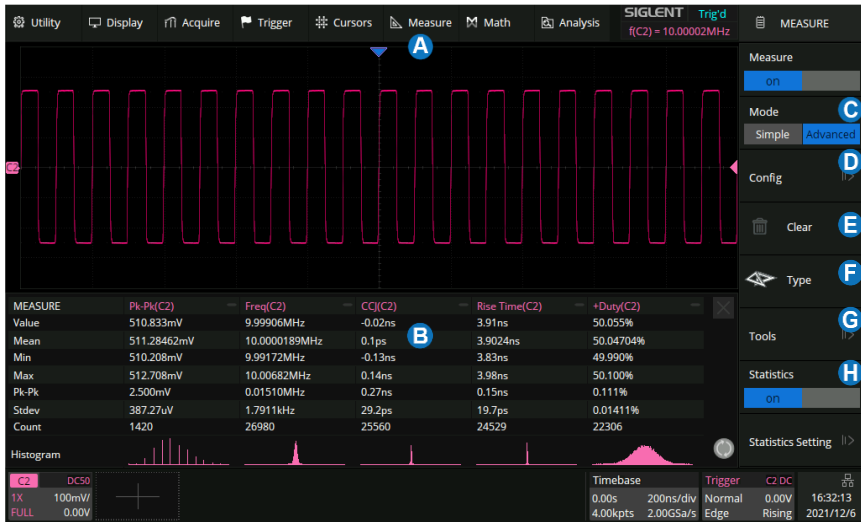 Utility Display Acquire Trigger Cursors Measure Math Analysis SIGLENT Trig'd MEASURE
f(C2) = 10.00002MHz
A
Measure
on
Mode C
Simple Advanced
D
Config
Clear E
F
Type
G
Tools
Statistics H
on
Statistics Setting
C2
MEASURE Pk-Pk(C2) Freq(C2) CCJ(C2) Rise Time(C2) +Duty(C2)
Value 510.833mV 9.99906MHz -0.02ns 3.91ns 50.055%
Mean 511.28462mV 10.0000189MHz 0.1ps 3.9024ns 50.04704%
B
Min 510.208mV 9.99172MHz -0.13ns 3.83ns 49.990%
Max 512.708mV 10.00682MHz 0.14ns 3.98ns 50.100%
Pk-Pk 2.500mV 0.01510MHz 0.27ns 0.15ns 0.111%
Stdev 387.27uV 1.7911kHz 29.2ps 19.7ps 0.01411%
Count 1420 26980 25560 24529 22306
Histogram
C2 DC50
1X 100mV/
FULL 0.00V
Timebase
0.00s 200ns/div
4.00kpts 2.00GSa/s
Trigger C2 DC
Normal 0.00V
Edge Rising
16:32:13
2021/12/6